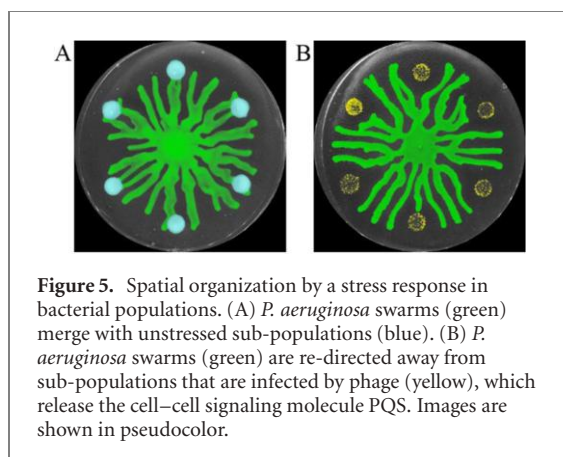 A
B
Figure 5. Spatial organization by a stress response in
bacterial populations. (A) P. aeruginosa swarms (green)
merge with unstressed sub-populations (blue). (B) P.
aeruginosa swarms (green) are re-directed away from
sub-populations that are infected by phage (yellow), which
release the cell–cell signaling molecule PQS. Images are
shown in pseudocolor.